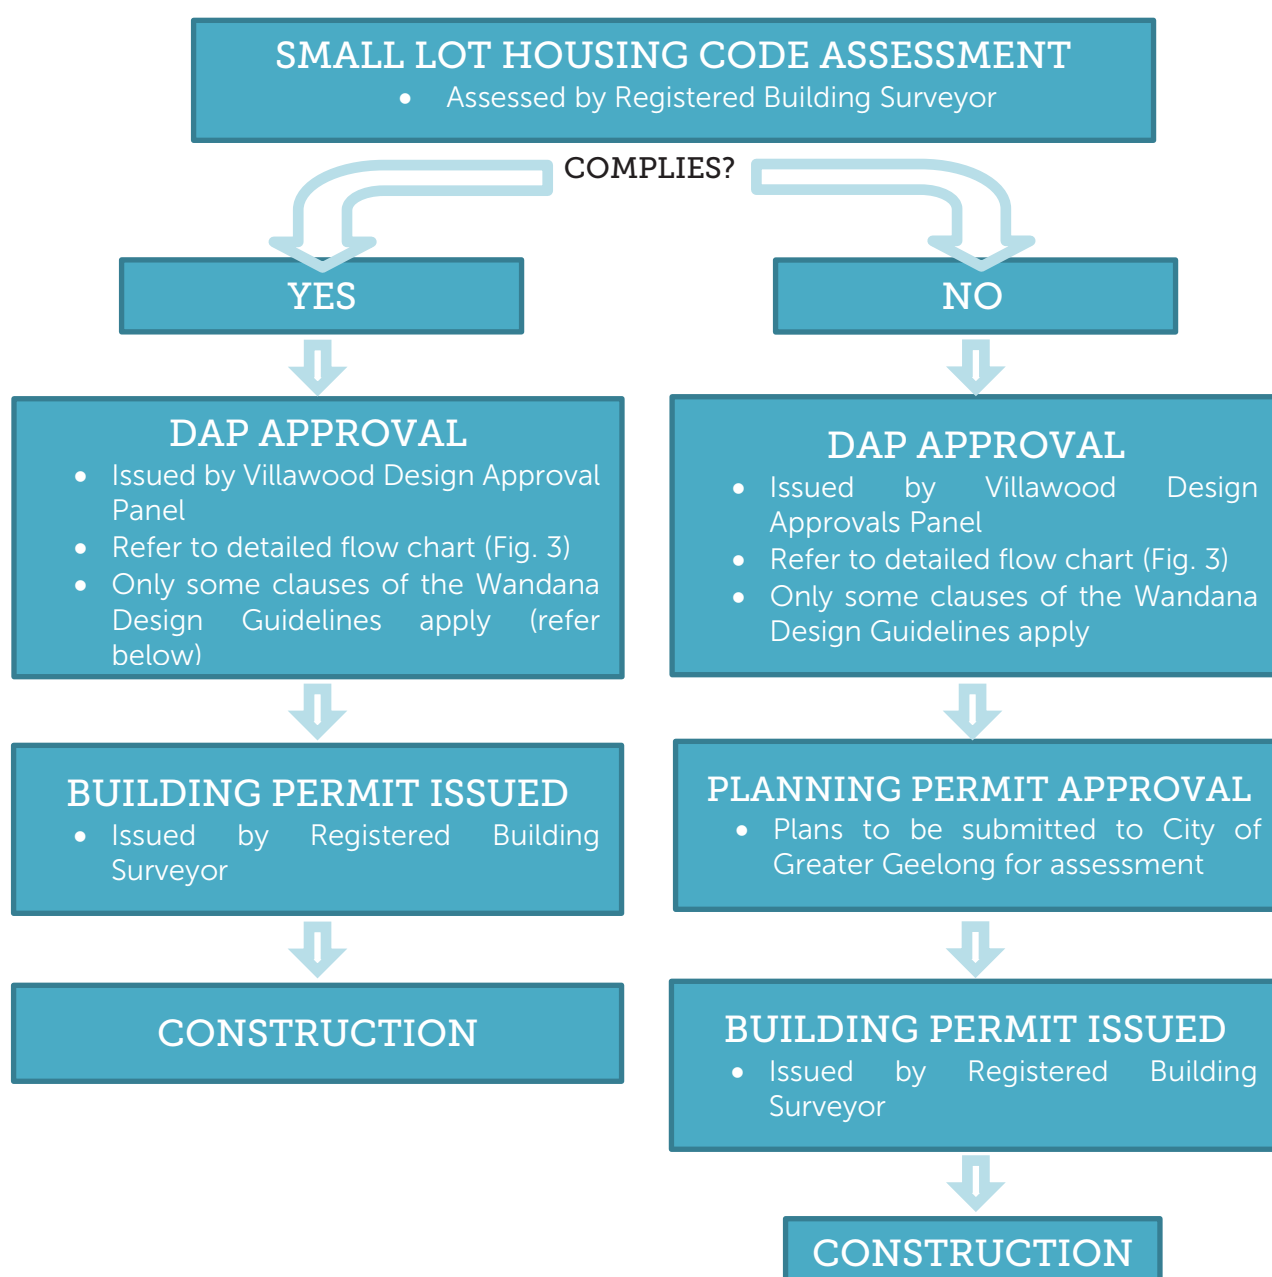 SMALL LOT HOUSING CODE ASSESSMENT
• Assessed by Registered Building Surveyor
COMPLIES?
YES
NO
DAP APPROVAL
• Issued by Villawood Design Approval
Panel
• Refer to detailed flow chart (Fig. 3)
• Only some clauses of the Wandana
Design Guidelines apply (refer
below)
DAP APPROVAL
• Issued by Villawood Design
Approvals Panel
• Refer to detailed flow chart (Fig. 3)
• Only some clauses of the Wandana
Design Guidelines apply
BUILDING PERMIT ISSUED
• Issued by Registered Building
Surveyor
PLANNING PERMIT APPROVAL
• Plans to be submitted to City of
Greater Geelong for assessment
CONSTRUCTION
BUILDING PERMIT ISSUED
• Issued by Registered Building
Surveyor
CONSTRUCTION